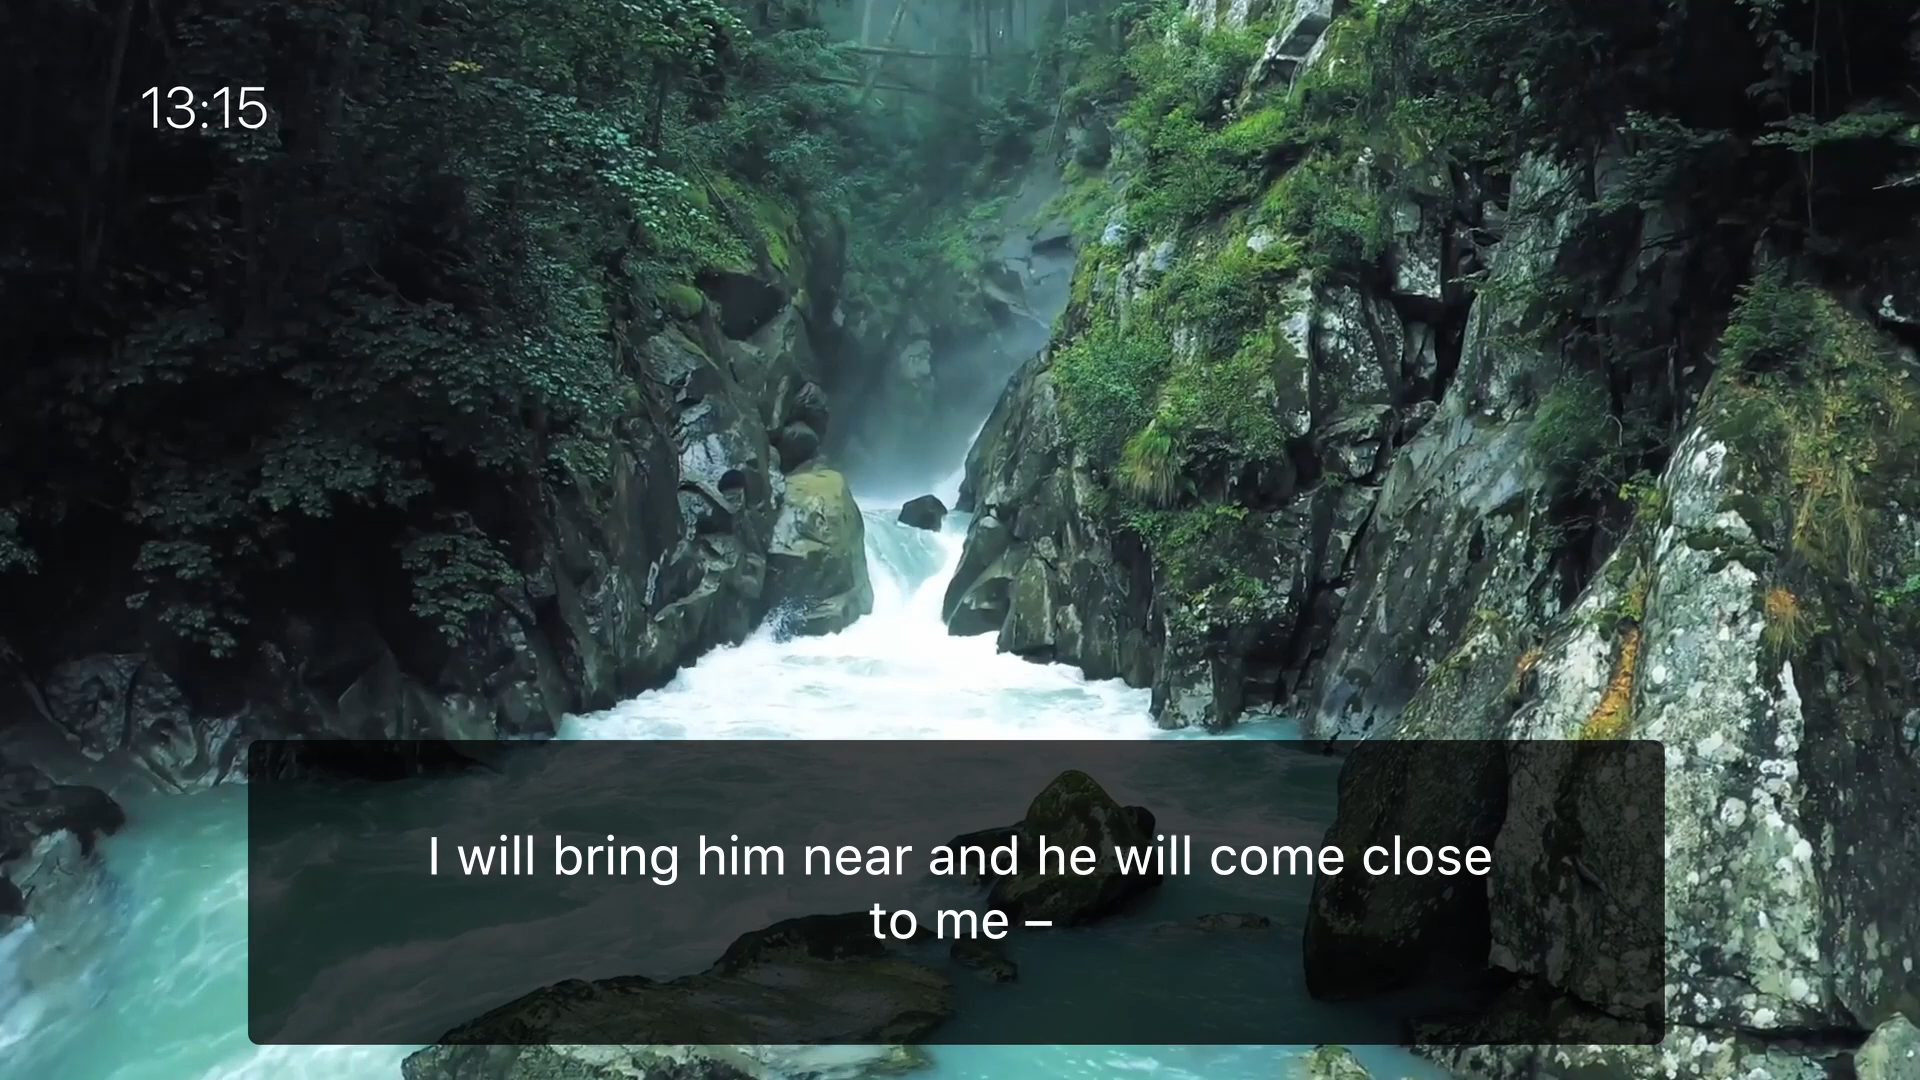 13:15
I will bring him near and he will come close
to me –